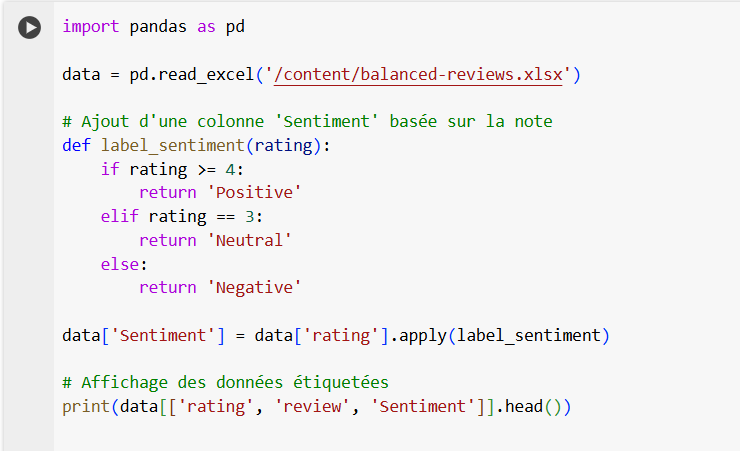 import pandas as pd
data = pd.read_excel('/content/balanced-reviews.xlsx')
# Ajout d'une colonne 'Sentiment' basée sur la note
def label_sentiment(rating):
    if rating >= 4:
        return 'Positive'
    elif rating == 3:
        return 'Neutral'
    else:
        return 'Negative'
data['Sentiment'] = data['rating'].apply(label_sentiment)
# Affichage des données étiquetées
print(data[['rating', 'review', 'Sentiment']].head())